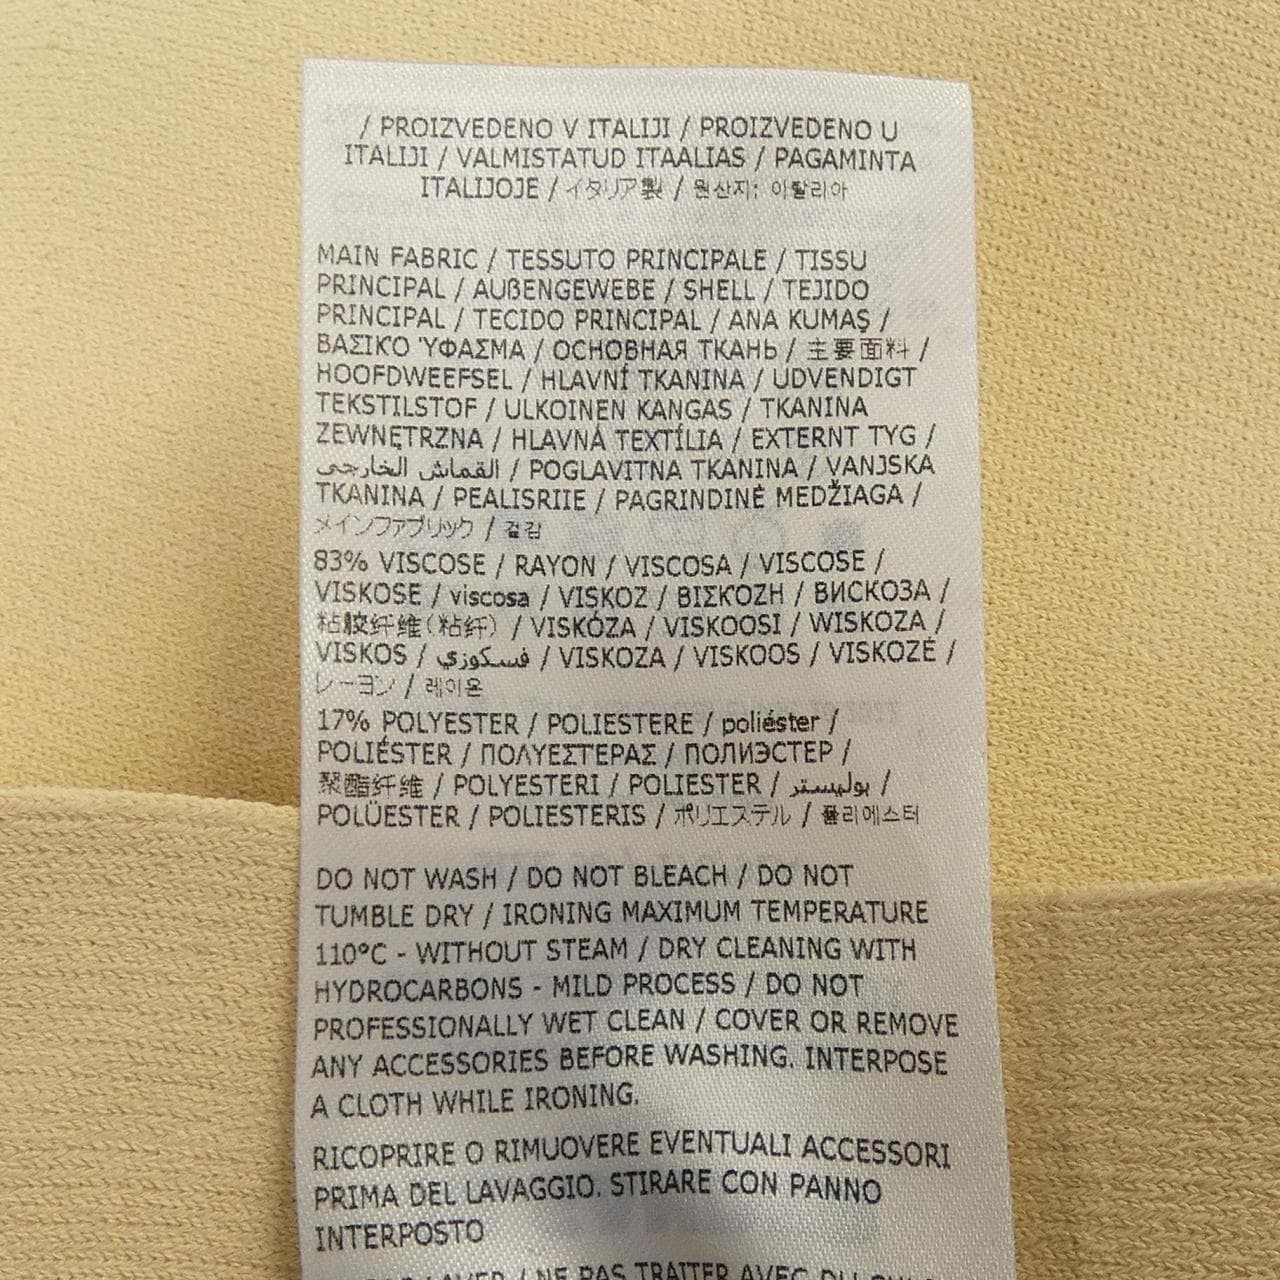 / PROIZVEDENO V ITALIJI / PROIZVEDENO U
ITALIJI / VALMISTATUD ITAALIAS / PAGAMINTA
ITALIJOJE / イタリア製 / 원산지: 이탈리아
MAIN FABRIC / TESSUTO PRINCIPALE / TISSU
PRINCIPAL / AUßENGEWEBE / SHELL / TEJIDO
PRINCIPAL / TECIDO PRINCIPAL / ANA KUMAŞ /
ΒΑΣΙΚΟ ΎΦΑΣΜΑ / ОСНОВНАЯ ТКАНЬ / 主要面料 /
HOOFDWEEFSEL / HLAVNÍ TKANINA / UDVENDIGT
TEKSTILSTOF / ULKOINEN KANGAS / TKANINA
ZEWNĘTRZNA / HLAVNÁ TEXTÍLIA / EXTERNT TYG /
القماش الخارجي / POGLAVITNA TKANINA / VANJSKA
TKANINA / PEALISRIIE / PAGRINDINĖ MEDŽIAGA /
メインファブリック / 겉감
83% VISCOSE / RAYON / VISCOSA / VISCOSE /
VISKOSE / viscosa / VISKOZ / ΒΙΣΚΌΖΗ / ВИСКОЗА /
粘胶纤维(粘纤) / VISKÓZA / VISKOOSI / WISKOZA /
VISKOS / فسكوزي / VISKOZA / VISKOOS / VISKOZĖ /
レーヨン / 레이온
17% POLYESTER / POLIESTERE / poliéster /
POLIÉSTER / ΠΟΛΥΕΣΤΕΡΑΣ / ПОЛИЭСТЕР /
聚酯纤维 / POLYESTERI / POLIESTER / بوليستر /
POLÜESTER / POLIESTERIS / ポリエステル / 폴리에스터
DO NOT WASH / DO NOT BLEACH / DO NOT
TUMBLE DRY / IRONING MAXIMUM TEMPERATURE
110°C - WITHOUT STEAM / DRY CLEANING WITH
HYDROCARBONS - MILD PROCESS / DO NOT
PROFESSIONALLY WET CLEAN / COVER OR REMOVE
ANY ACCESSORIES BEFORE WASHING. INTERPOSE
A CLOTH WHILE IRONING.
RICOPRIRE O RIMUOVERE EVENTUALI ACCESSORI
PRIMA DEL LAVAGGIO. STIRARE CON PANNO
INTERPOSTO
LAVER / NE PAS TRAITER AVEC DU